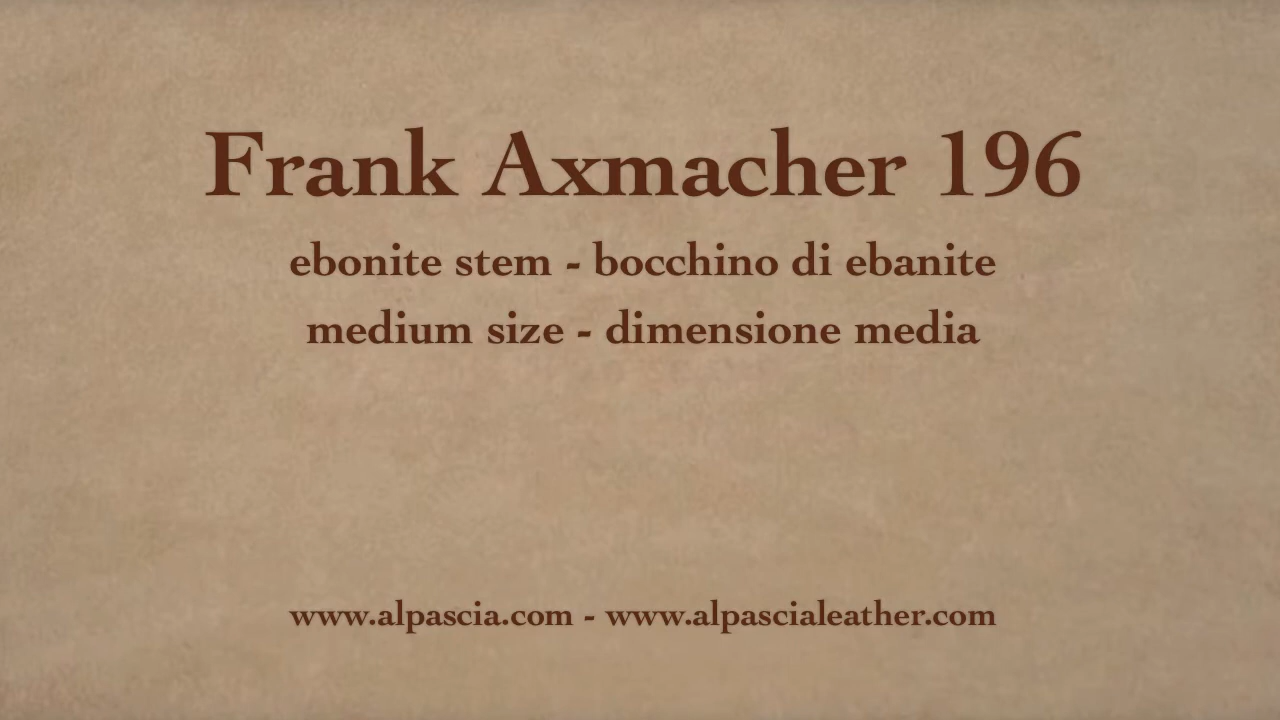 Frank Axmacher 196
ebonite stem - bocchino di ebanite
medium size - dimensione media
www.alpascia.com - www.alpascialeather.com